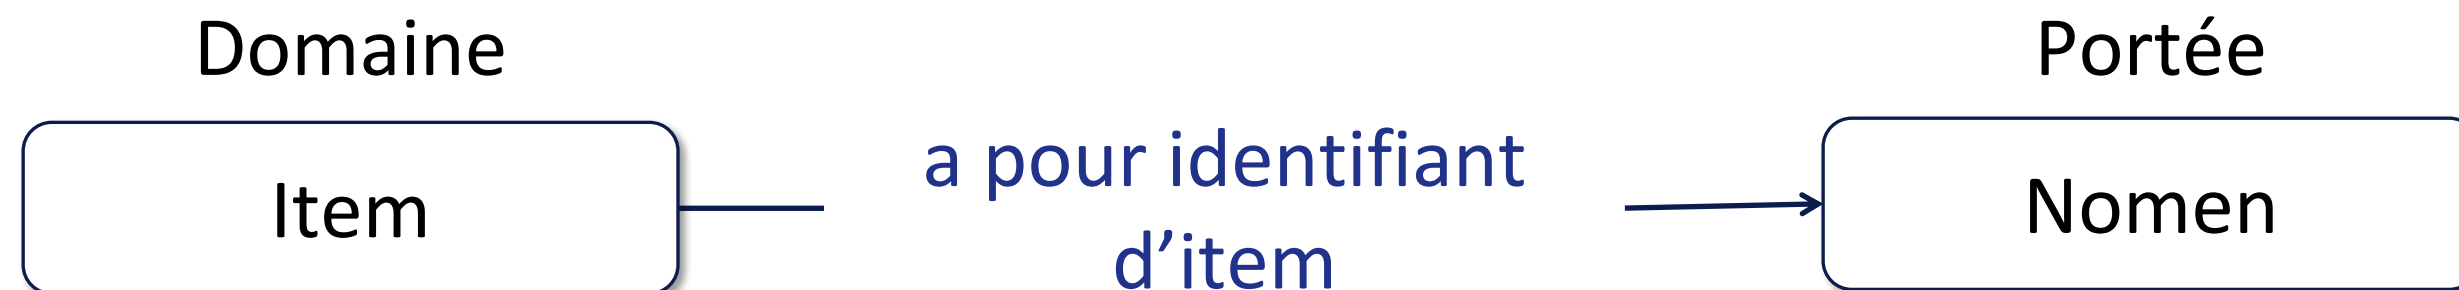 Domaine
Portée
Item
a pour identifiant
d’item
Nomen